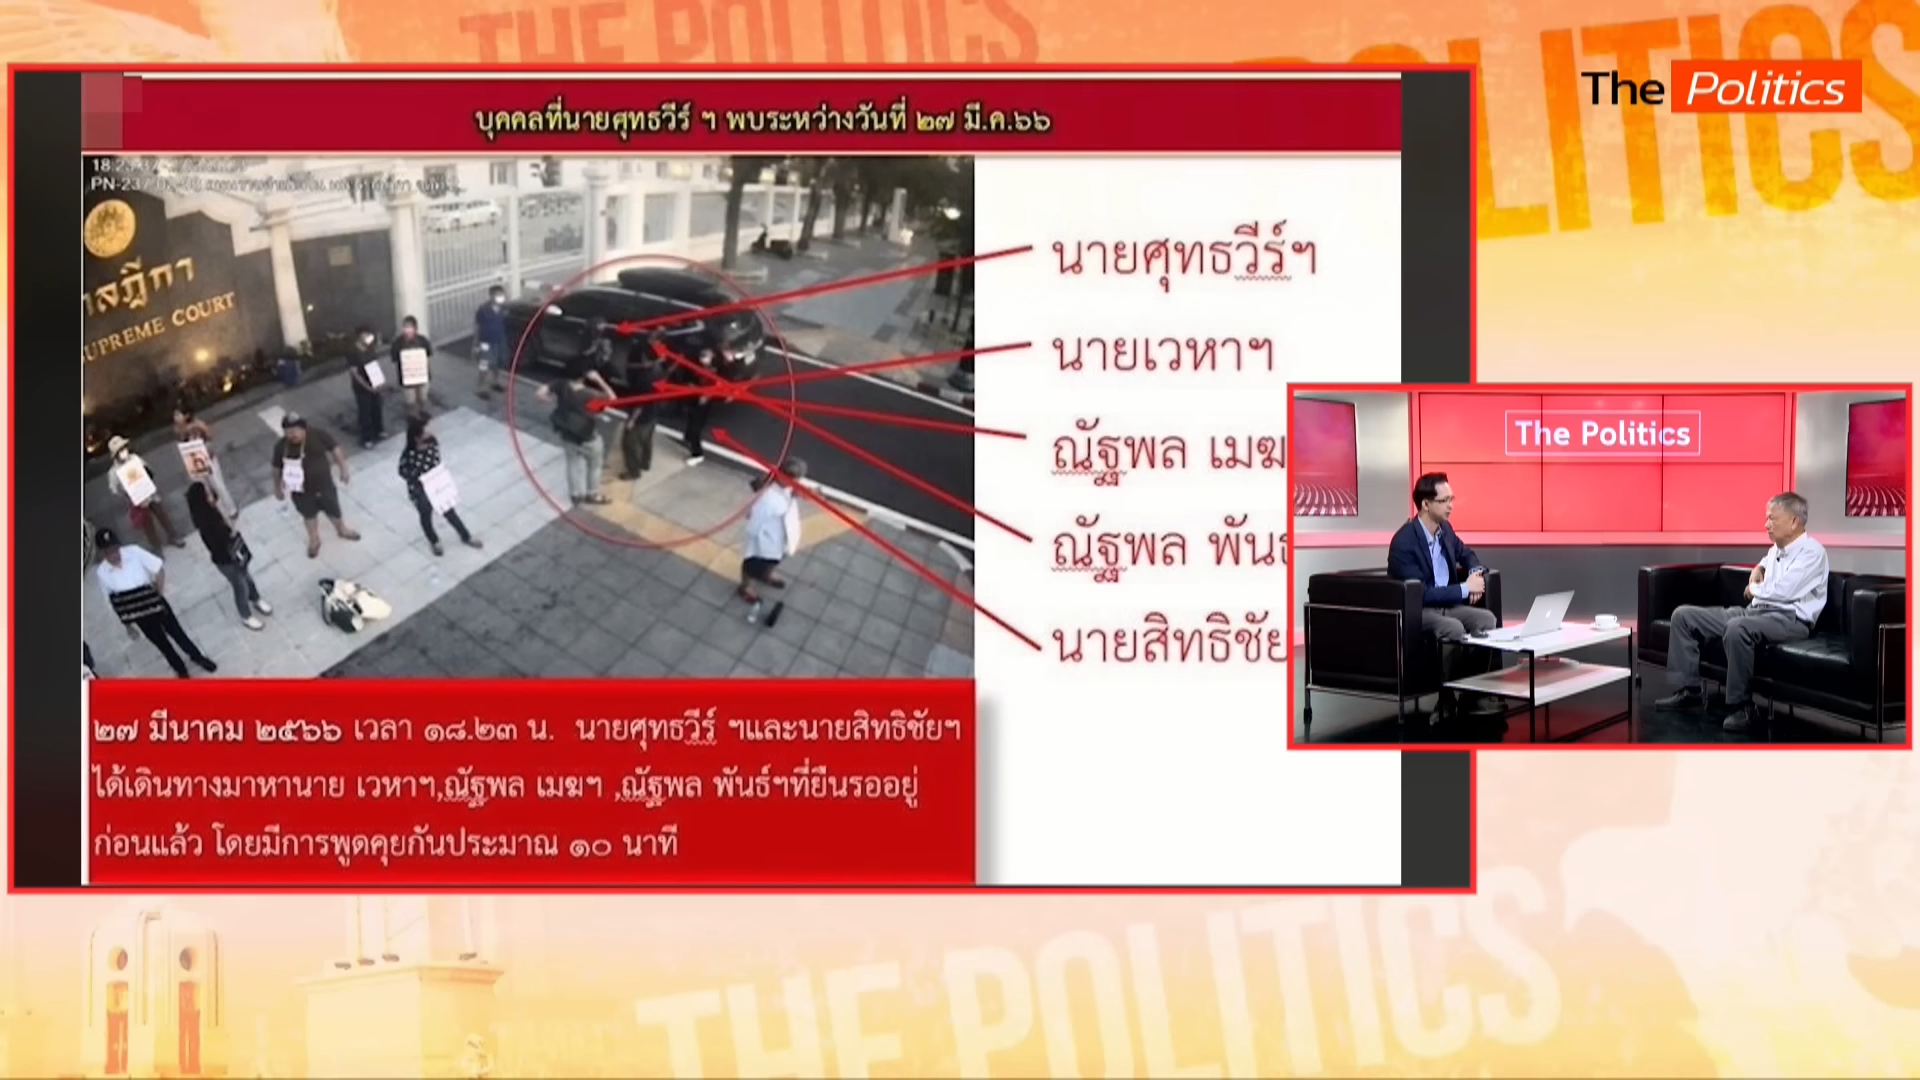 THE POLITICS
POLITICS
The Politics
บุคคลที่นายศุทธวีร์ ฯ พบระหว่างวันที่ ๒๗ มี.ค.๖๖
SUPREME COURT
นายศุทธวีร์ฯ
นายเวหาฯ
ณัฐพล เมฆ
ณัฐพล พันธ
นายสิทธิชัย
The Politics
๒๗ มีนาคม ๒๕๖๖ เวลา ๑๘.๒๓ น. นายศุทธวีร์ ฯและนายสิทธิชัยฯ
ได้เดินทางมาหานาย เวหาฯ,ณัฐพล เมฆฯ ,ณัฐพล พันธ์ฯที่ยืนรออยู่
ก่อนแล้ว โดยมีการพูดคุยกันประมาณ ๑๐ นาที
THE POLITICS